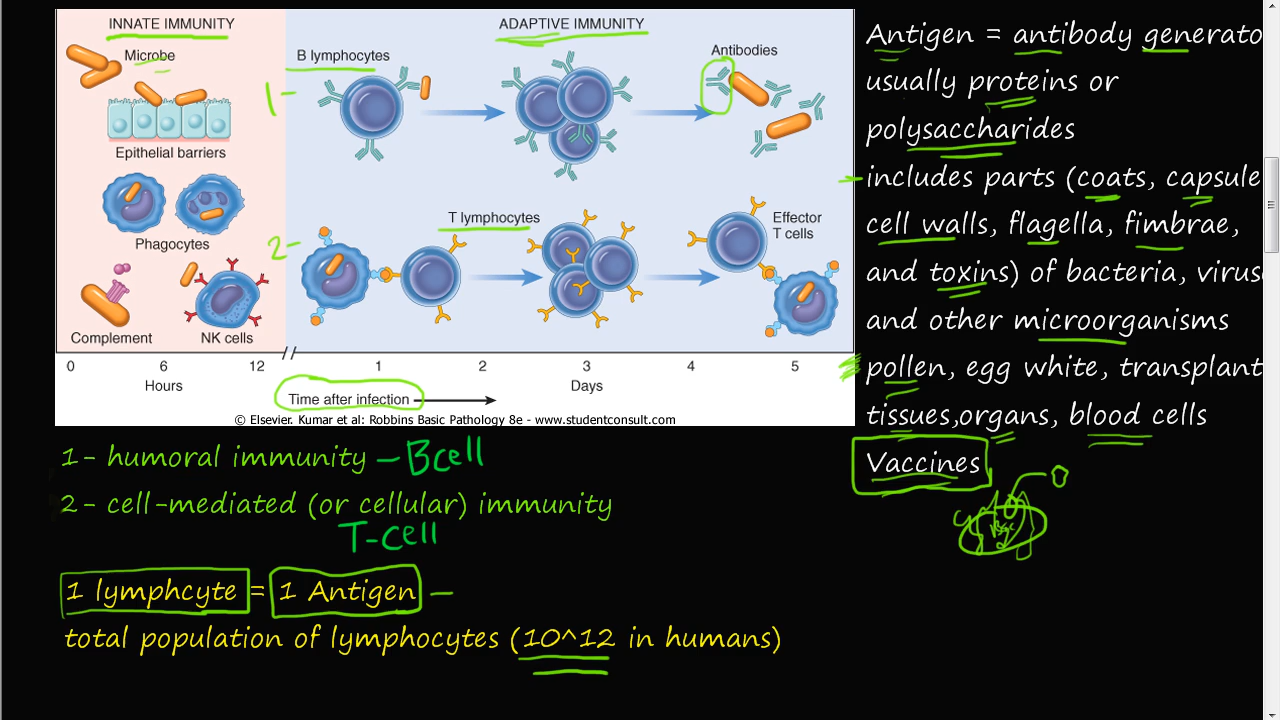 INNATE IMMUNITY
ADAPTIVE IMMUNITY
Microbe
B lymphocytes
Antibodies
1-
Epithelial barriers
Phagocytes
T lymphocytes
Effector
T cells
2-
Complement
NK cells
0 6 12 1 2 3 4 5
Hours
Days
Time after infection
© Elsevier. Kumar et al: Robbins Basic Pathology 8e - www.studentconsult.com
Antigen = antibody generato
usually proteins or
polysaccharides
includes parts (coats, capsule
cell walls, flagella, fimbrae,
and toxins) of bacteria, virus
and other microorganisms
pollen, egg white, transplant
tissues,organs, blood cells
Vaccines
1- humoral immunity - Bcell
2- cell-mediated (or cellular) immunity
T-cell
1 lymphcyte = 1 Antigen -
total population of lymphocytes (10^12 in humans)